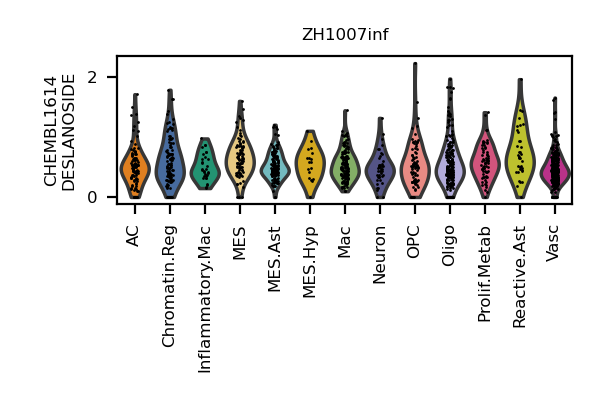 ZH1007inf
CHEMBL1614
DESLANOSIDE
2
0
AC
Chromatin.Reg
Inflammatory.Mac
MES
MES.Ast
MES.Hyp
Mac
Neuron
OPC
Oligo
Prolif.Metab
Reactive.Ast
Vasc